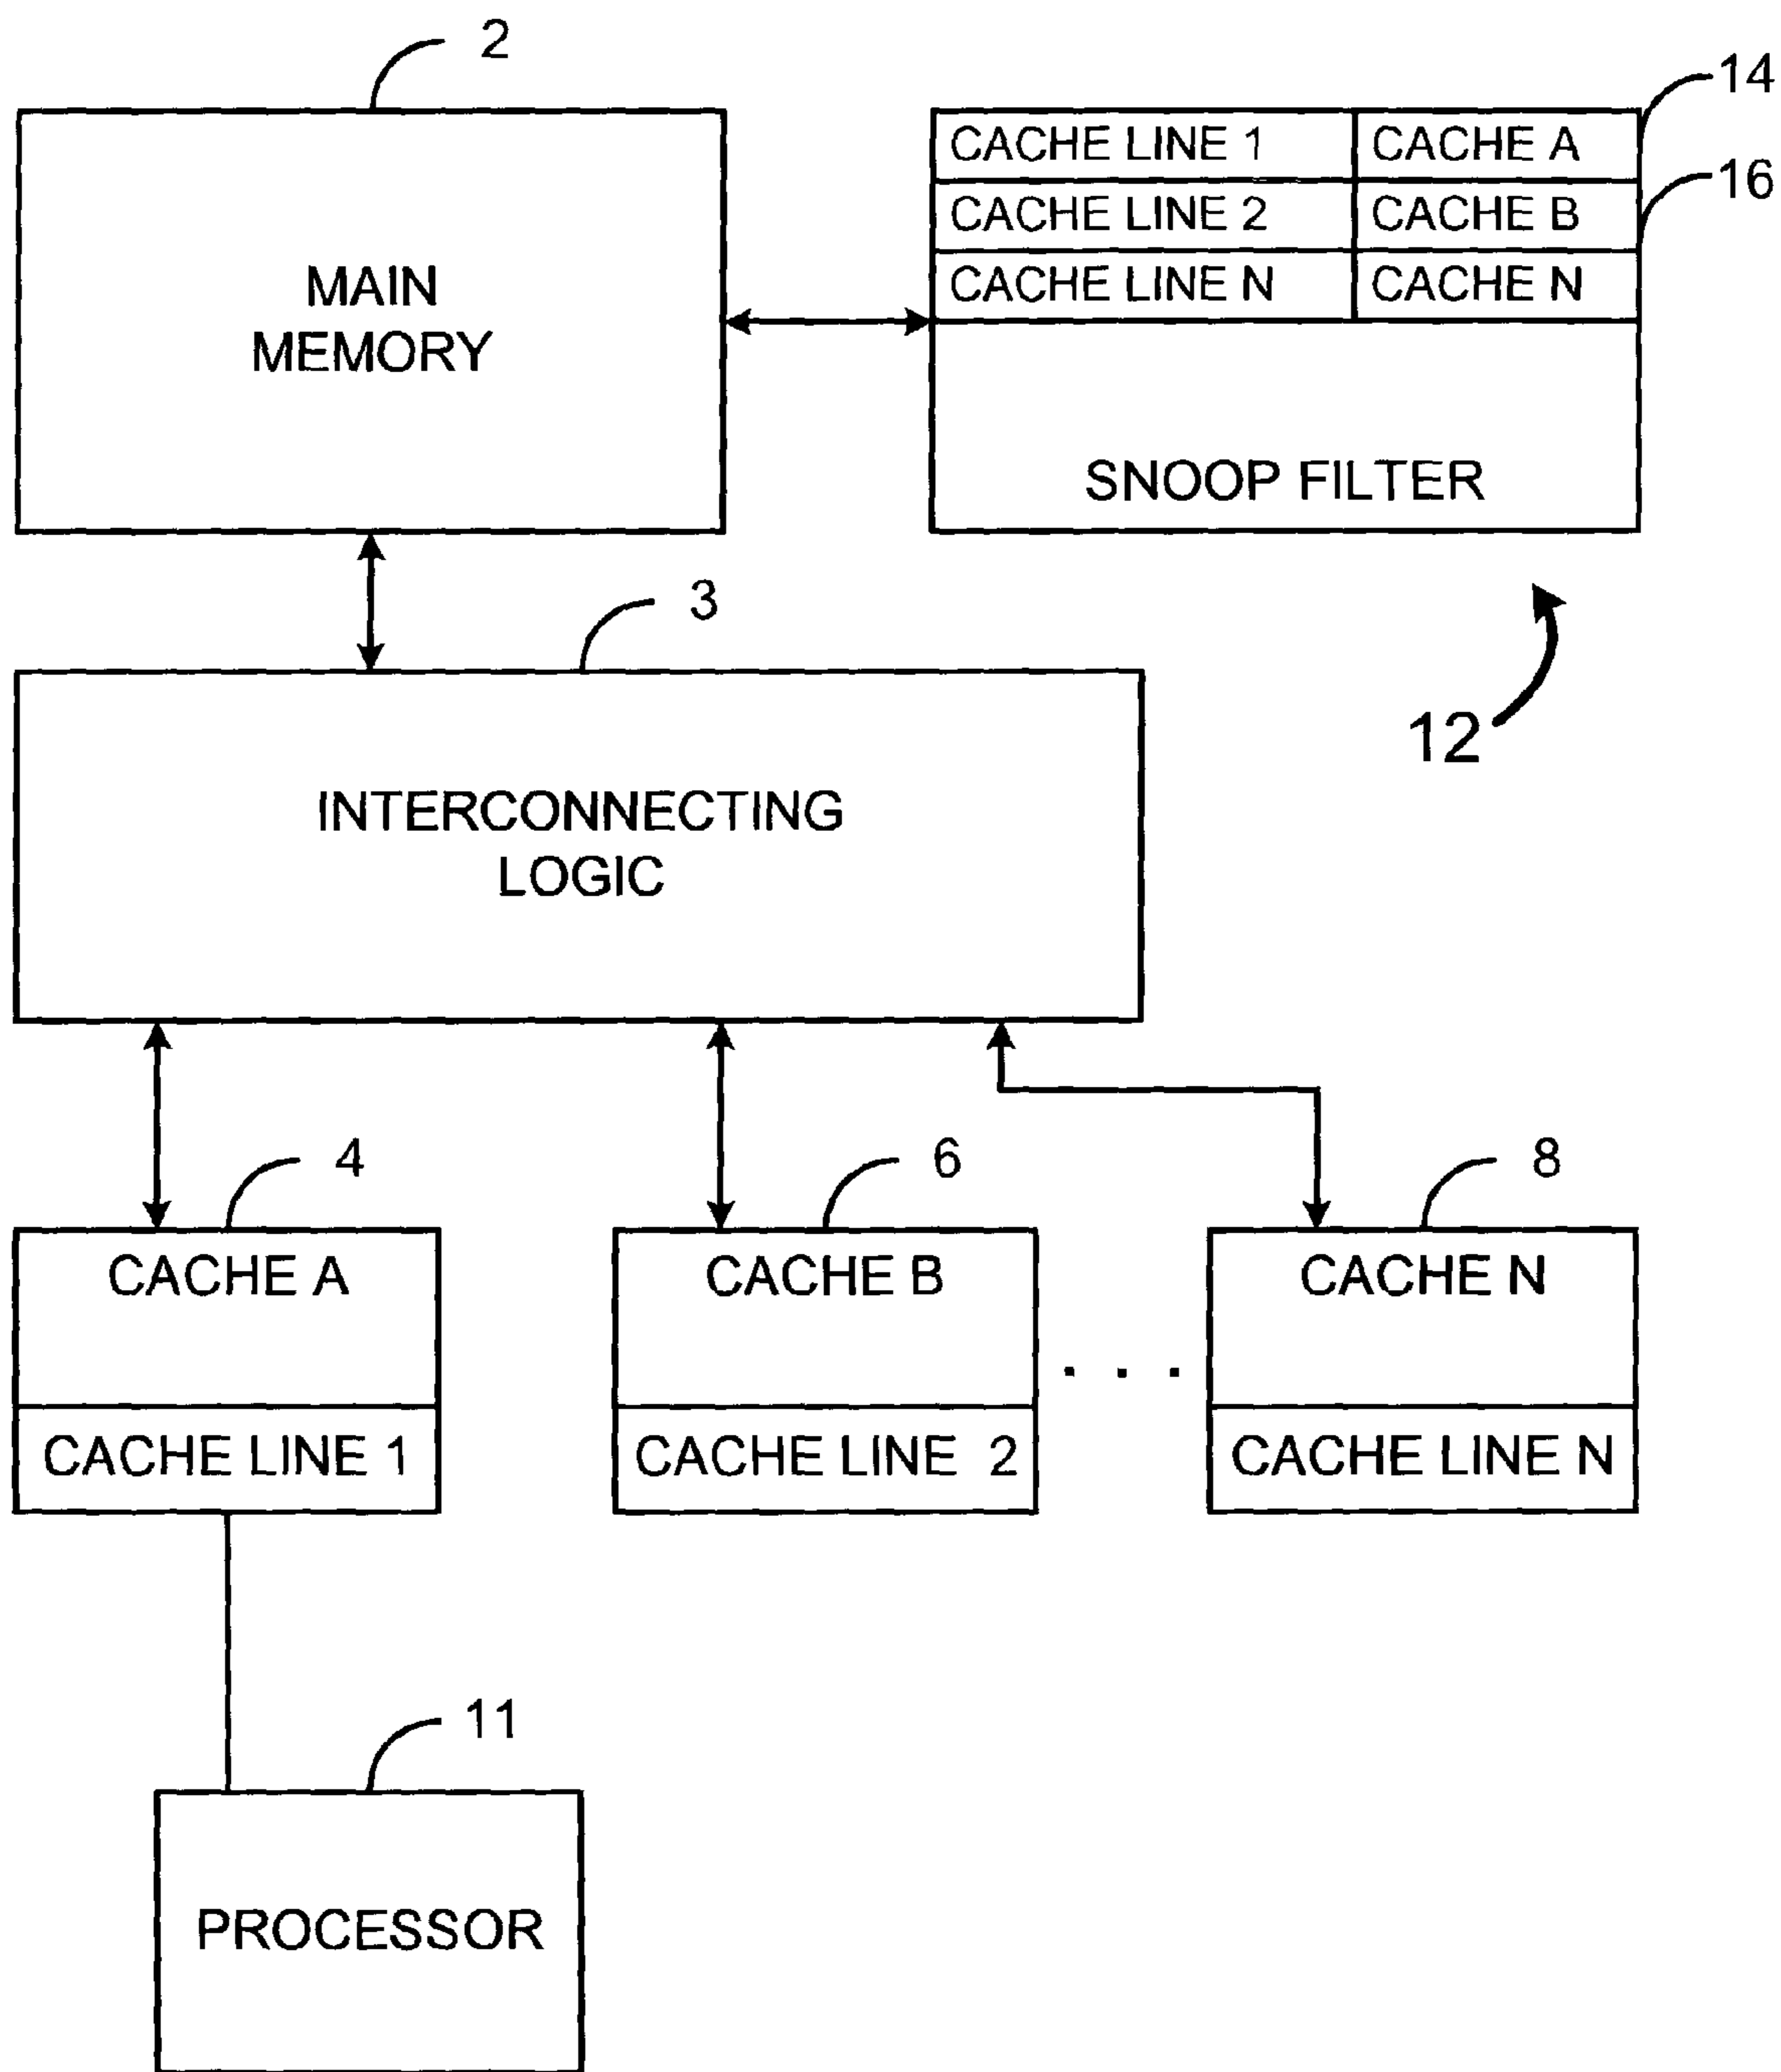 2
14
CACHE LINE 1 CACHE A
16
CACHE LINE 2 CACHE B
CACHE LINE N CACHE N
MAIN
MEMORY
SNOOP FILTER
3
12
INTERCONNECTING
LOGIC
4 6 8
CACHE A CACHE B CACHE N
. . .
CACHE LINE 1 CACHE LINE 2 CACHE LINE N
11
PROCESSOR